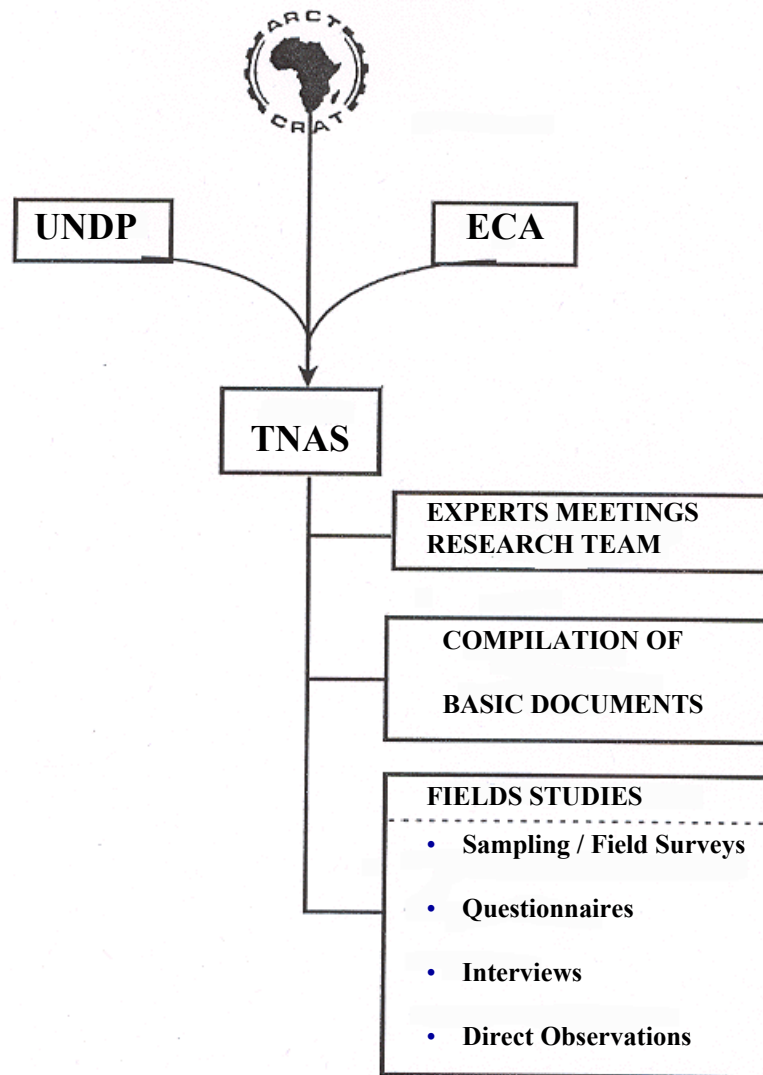 ARCT
CRAT
UNDP
ECA
TNAS
EXPERTS MEETINGS
RESEARCH TEAM
COMPILATION OF
BASIC DOCUMENTS
FIELDS STUDIES
• Sampling / Field Surveys
• Questionnaires
• Interviews
• Direct Observations